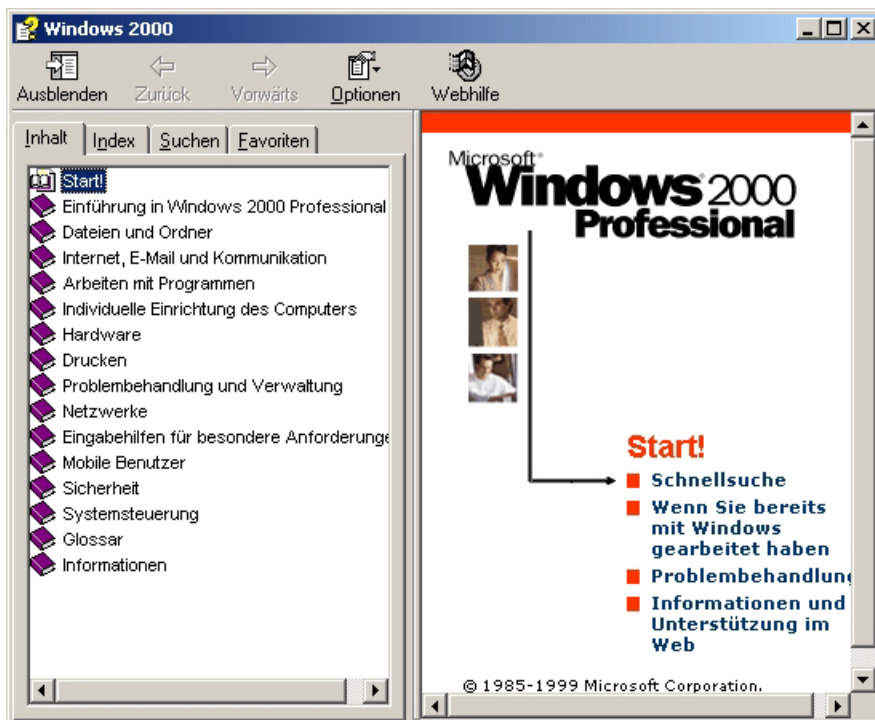 Windows 2000
Ausblenden Zurück Vorwärts Optionen Webhilfe
Inhalt Index Suchen Favoriten
Start!
Einführung in Windows 2000 Professional
Dateien und Ordner
Internet, E-Mail und Kommunikation
Arbeiten mit Programmen
Individuelle Einrichtung des Computers
Hardware
Drucken
Problembehandlung und Verwaltung
Netzwerke
Eingabehilfen für besondere Anforderunge
Mobile Benutzer
Sicherheit
Systemsteuerung
Glossar
Informationen
Microsoft®
Windows® 2000
Professional
Start!
Schnellsuche
Wenn Sie bereits
mit Windows
gearbeitet haben
Problembehandlung
Informationen und
Unterstützung im
Web
© 1985-1999 Microsoft Corporation.